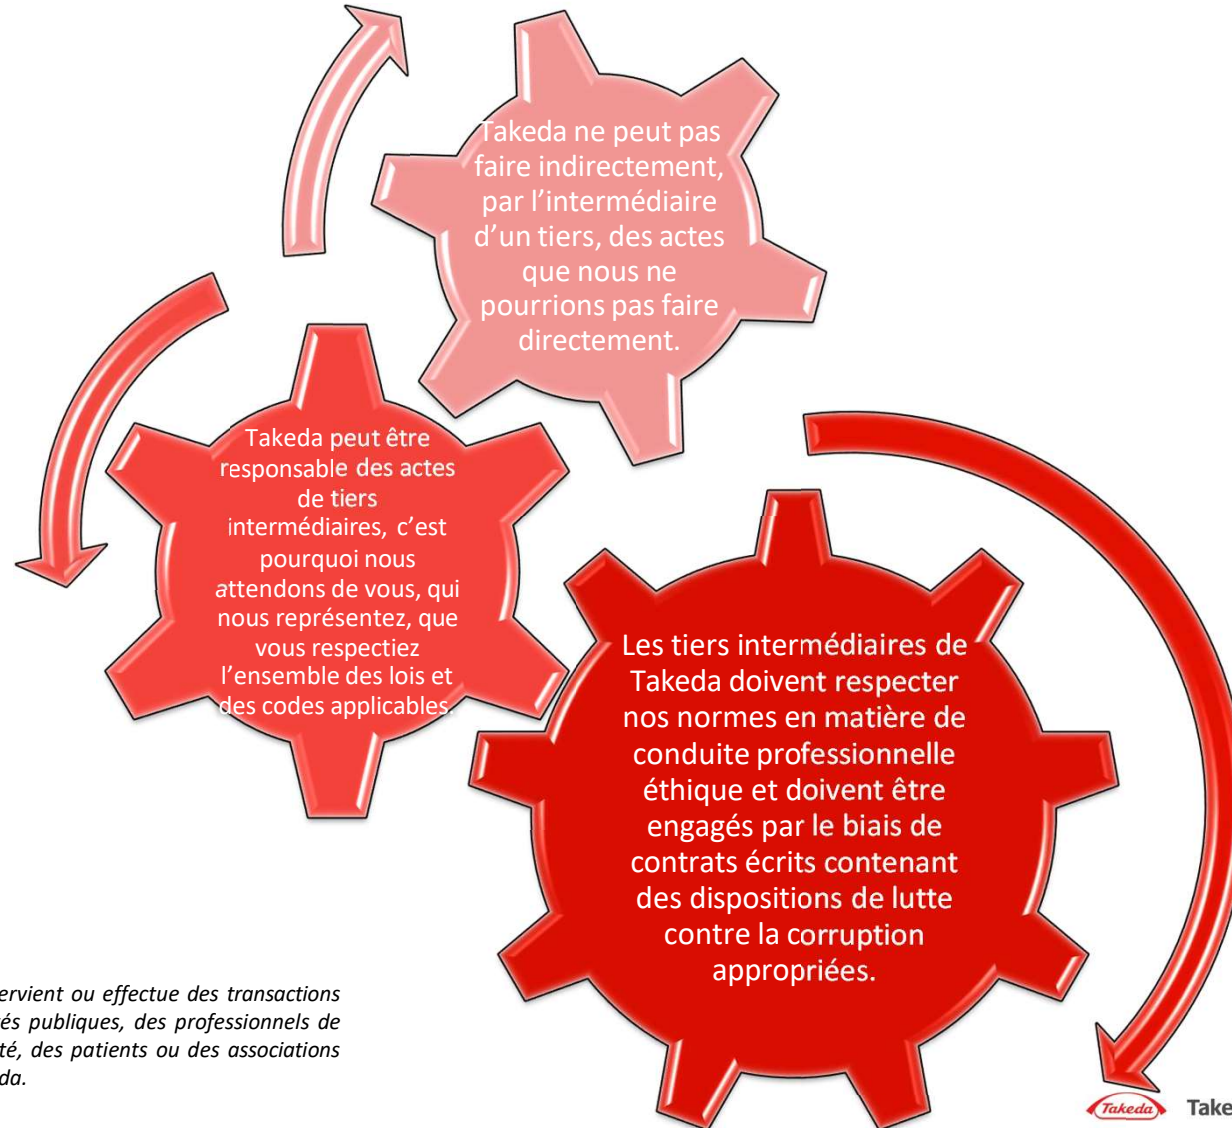 Takeda ne peut pas
faire indirectement,
par l’intermédiaire
d’un tiers, des actes
que nous ne
pourrions pas faire
directement.
Takeda peut être
responsable des actes
de tiers
intermédiaires, c’est
pourquoi nous
attendons de vous, qui
nous représentez, que
vous respectiez
l’ensemble des lois et
des codes applicables.
Les tiers intermédiaires de
Takeda doivent respecter
nos normes en matière de
conduite professionnelle
éthique et doivent être
engagés par le biais de
contrats écrits contenant
des dispositions de lutte
contre la corruption
appropriées.
ou effectue des transactions
publiques, des professionnels de
des patients ou des associations
Takeda